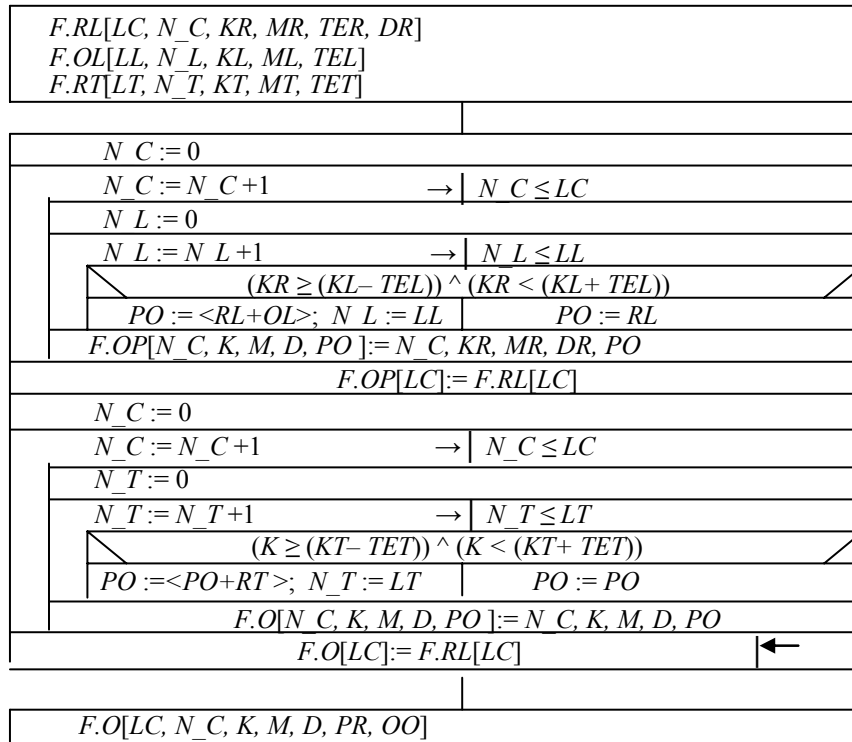 F.RL[LC, N_C, KR, MR, TER, DR]
F.OL[LL, N_L, KL, ML, TEL]
F.RT[LT, N_T, KT, MT, TET]
N_C := 0
N_C := N_C +1 → N_C ≤ LC
N_L := 0
N_L := N_L +1 → N_L ≤ LL
(KR ≥ (KL– TEL)) ^ (KR < (KL+ TEL))
PO := <RL+OL>; N_L := LL PO := RL
F.OP[N_C, K, M, D, PO ]:= N_C, KR, MR, DR, PO
F.OP[LC]:= F.RL[LC]
N_C := 0
N_C := N_C +1 → N_C ≤ LC
N_T := 0
N_T := N_T +1 → N_T ≤ LT
(K ≥ (KT– TET)) ^ (K < (KT+ TET))
PO :=<PO+RT >; N_T := LT PO := PO
F.O[N_C, K, M, D, PO ]:= N_C, K, M, D, PO
F.O[LC]:= F.RL[LC]
F.O[LC, N_C, K, M, D, PR, OO]